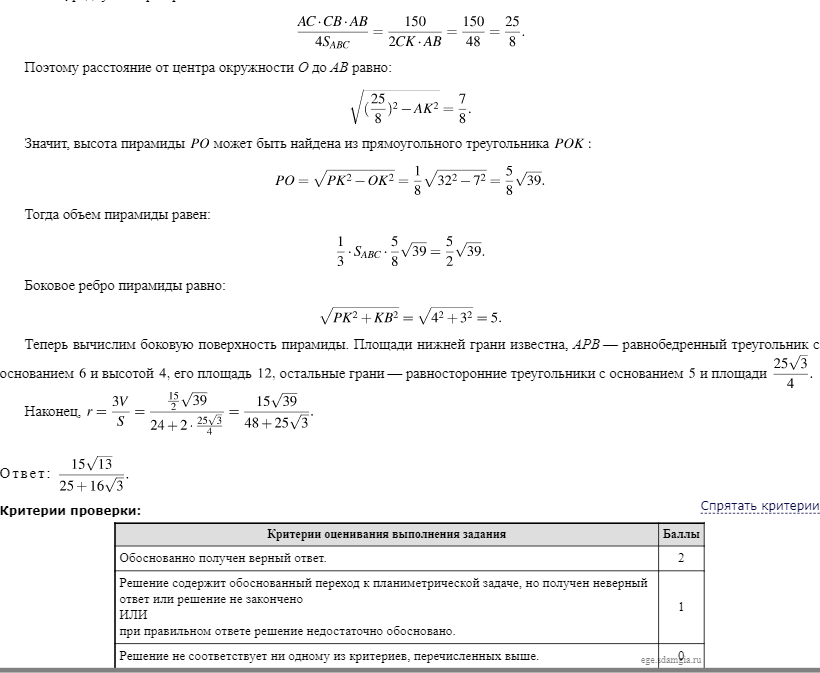 \frac{AC \cdot CB \cdot AB}{4S_{ABC}} = \frac{150}{2CK \cdot AB} = \frac{150}{48} = \frac{25}{8}.
Поэтому расстояние от центра окружности O до AB равно:
\sqrt{(\frac{25}{8})^2 - AK^2} = \frac{7}{8}.
Значит, высота пирамиды PO может быть найдена из прямоугольного треугольника POK :
PO = \sqrt{PK^2 - OK^2} = \frac{1}{8}\sqrt{32^2 - 7^2} = \frac{5}{8}\sqrt{39}.
Тогда объем пирамиды равен:
\frac{1}{3} \cdot S_{ABC} \cdot \frac{5}{8}\sqrt{39} = \frac{5}{2}\sqrt{39}.
Боковое ребро пирамиды равно:
\sqrt{PK^2 + KB^2} = \sqrt{4^2 + 3^2} = 5.
Теперь вычислим боковую поверхность пирамиды. Площади нижней грани известна, APB — равнобедренный треугольник с
основанием 6 и высотой 4, его площадь 12, остальные грани — равносторонние треугольники с основанием 5 и площади \frac{25\sqrt{3}}{4}.
Наконец, r = \frac{3V}{S} = \frac{\frac{15}{2}\sqrt{39}}{24 + 2 \cdot \frac{25\sqrt{3}}{4}} = \frac{15\sqrt{39}}{48 + 25\sqrt{3}}.
Ответ: \frac{15\sqrt{13}}{25 + 16\sqrt{3}}.
Критерии проверки:
Спрятать критерии
Критерии оценивания выполнения задания Баллы
Обоснованно получен верный ответ. 2
Решение содержит обоснованный переход к планиметрической задаче, но получен неверный
ответ или решение не закончено
ИЛИ
при правильном ответе решение недостаточно обосновано.
1
Решение не соответствует ни одному из критериев, перечисленных выше. 0
ege.sdamgia.ru